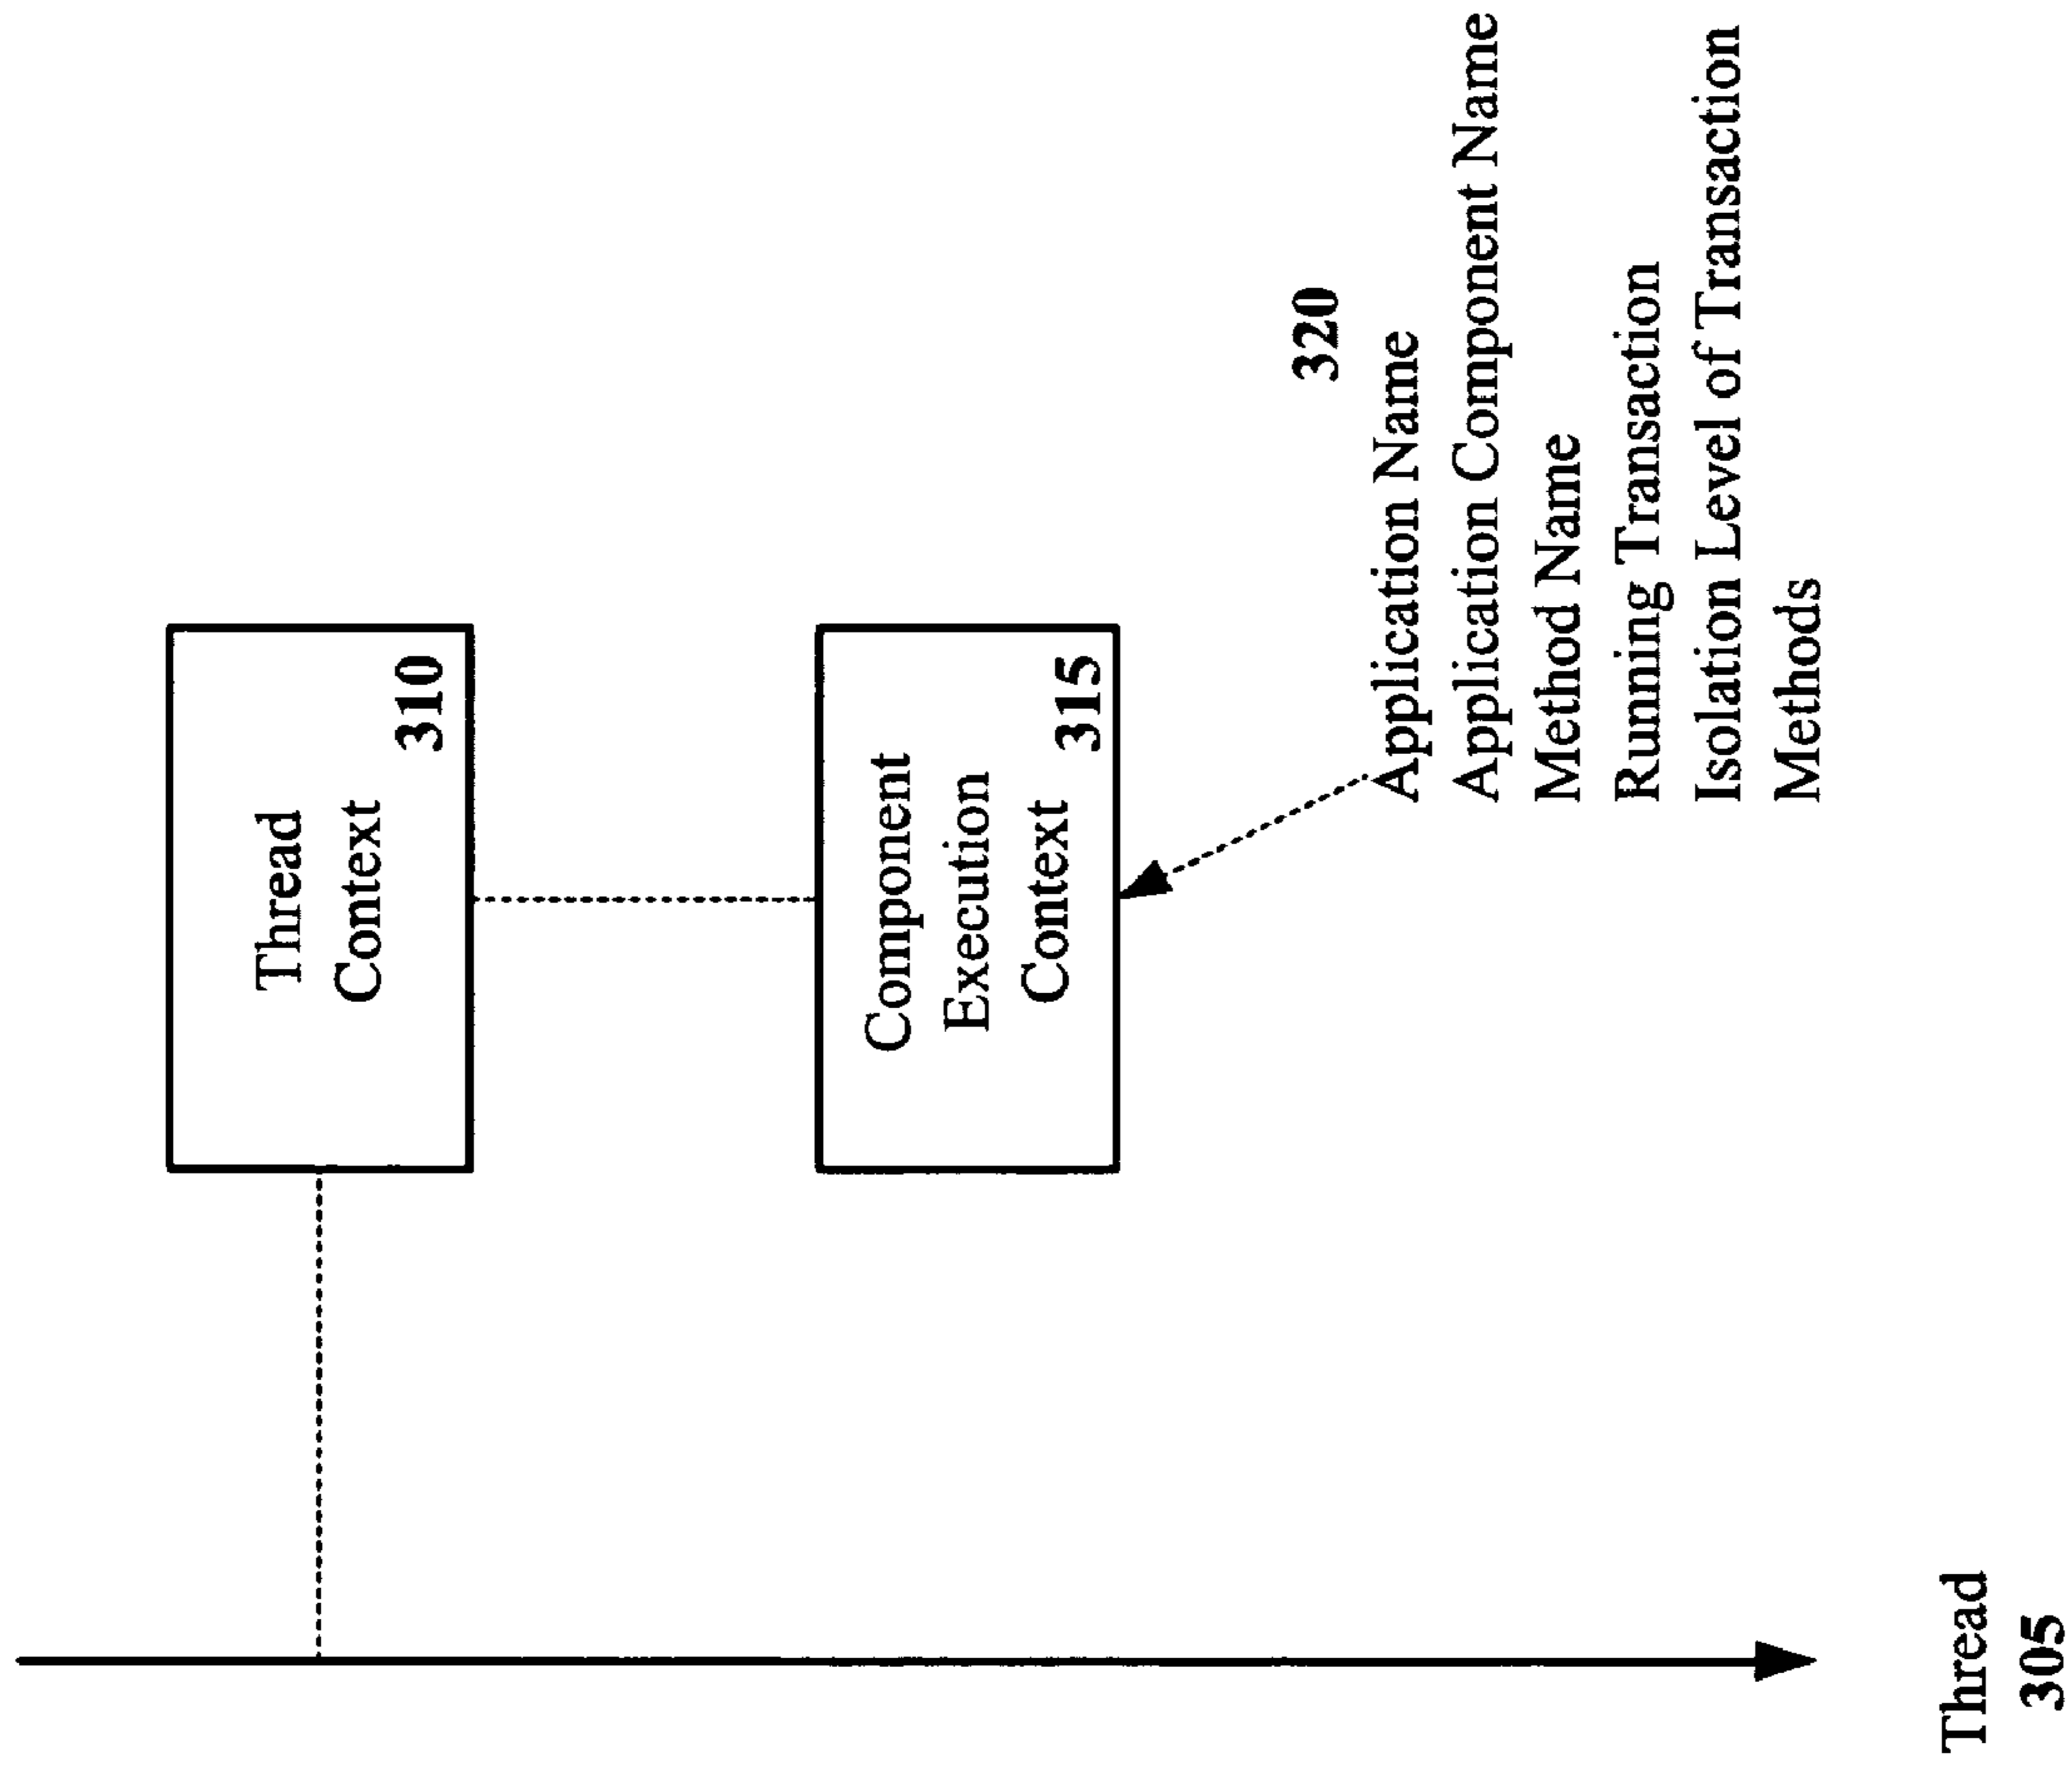 Thread
Context
310
Component
Execution
Context
315
320
Application Name
Application Component Name
Method Name
Running Transaction
Isolation Level of Transaction
Methods
Thread
305